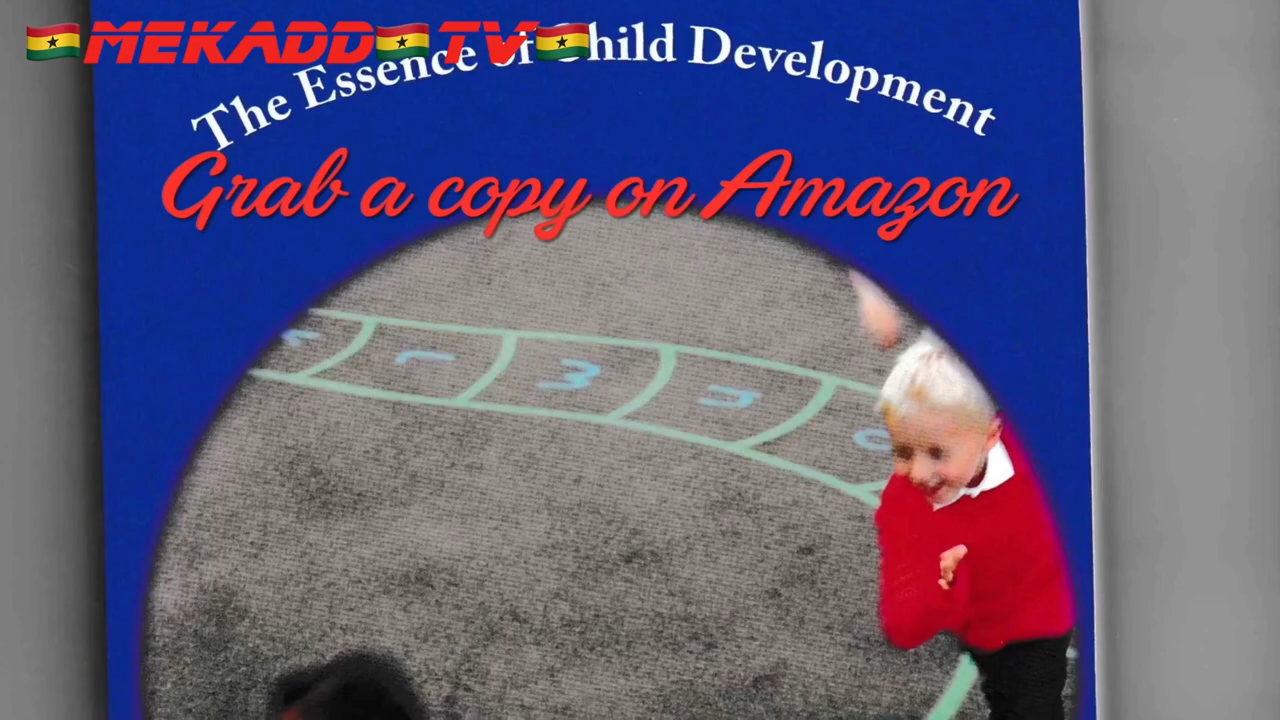 🇬🇭MEKADD🇬🇭TV🇬🇭
The Essence of Child Development
Grab a copy on Amazon
3